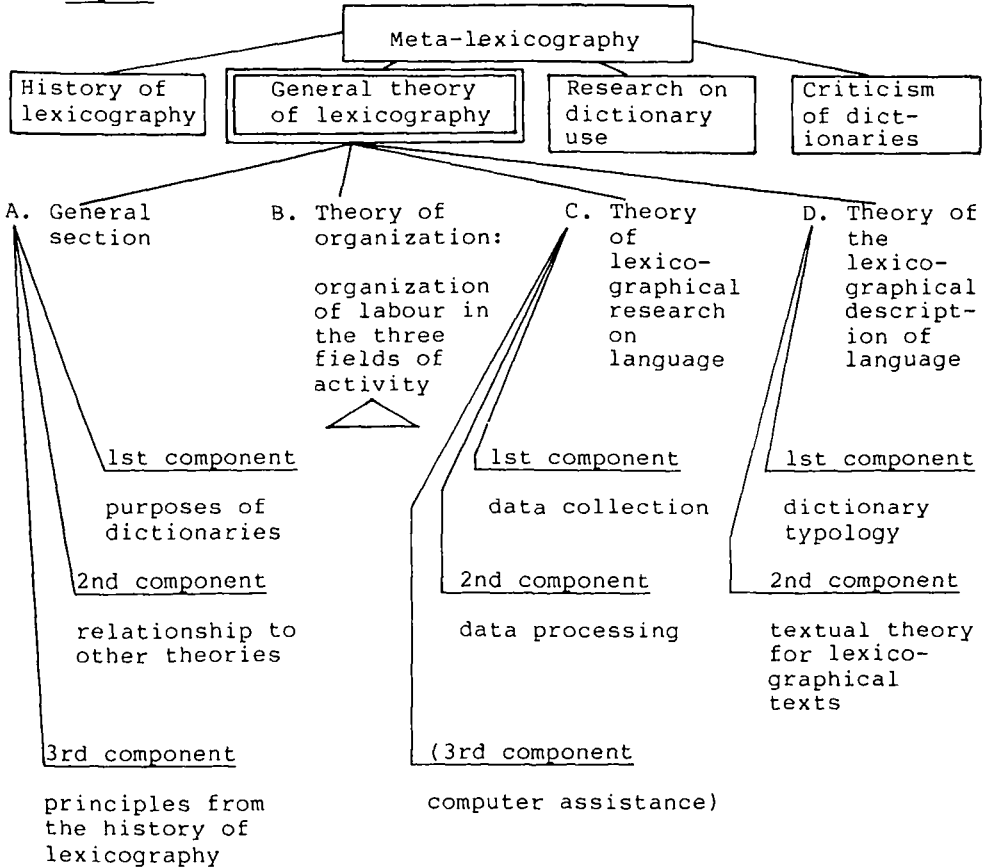 Meta-lexicography
History of
lexicography
General theory
of lexicography
Research on
dictionary
use
Criticism
of dict-
ionaries
A. General
section
B. Theory of
organization:
organization
of labour in
the three
fields of
activity
C. Theory
of
lexico-
graphical
research
on
language
D. Theory of
the
lexico-
graphical
descript-
ion of
language
1st component
purposes of
dictionaries
2nd component
relationship to
other theories
3rd component
principles from
the history of
lexicography
1st component
data collection
2nd component
data processing
(3rd component
computer assistance)
1st component
dictionary
typology
2nd component
textual theory
for lexico-
graphical
texts